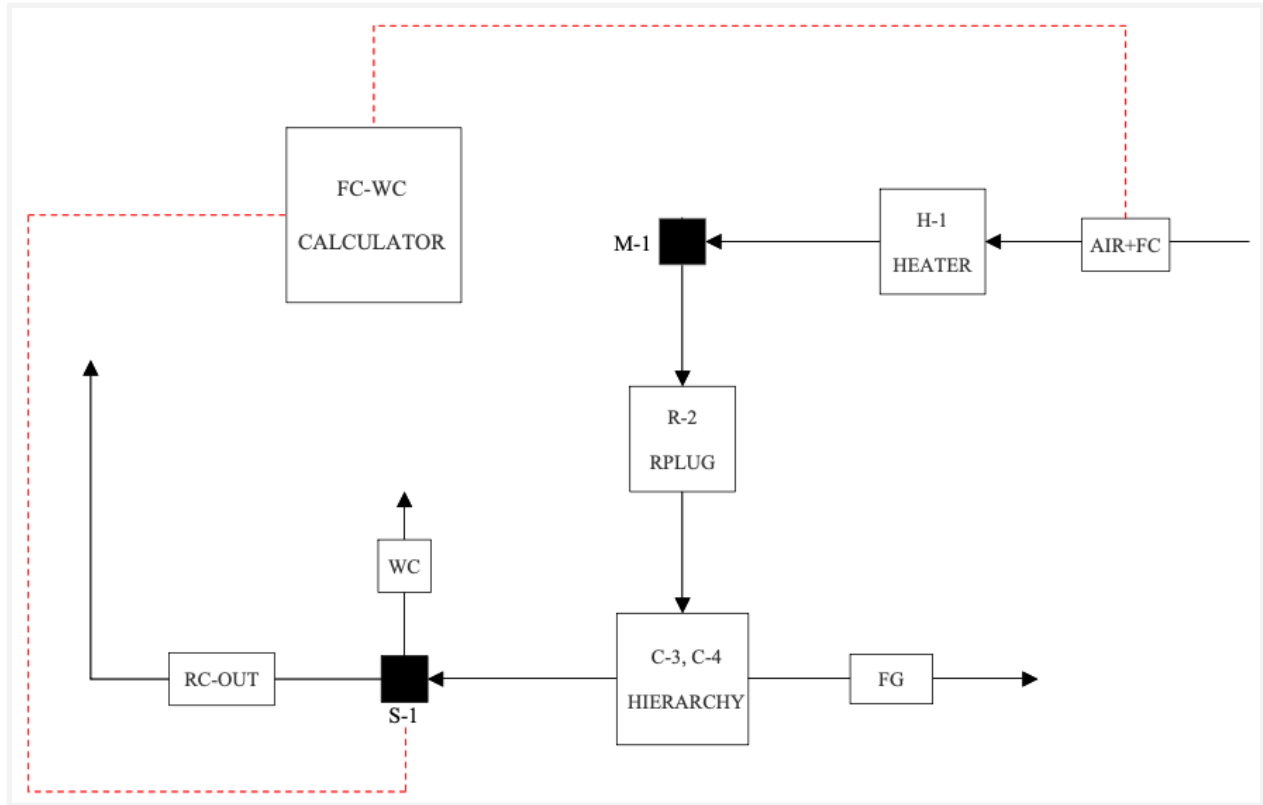 FC-WC
CALCULATOR
M-1
H-1
HEATER
AIR+FC
R-2
RPLUG
WC
RC-OUT
S-1
C-3, C-4
HIERARCHY
FG